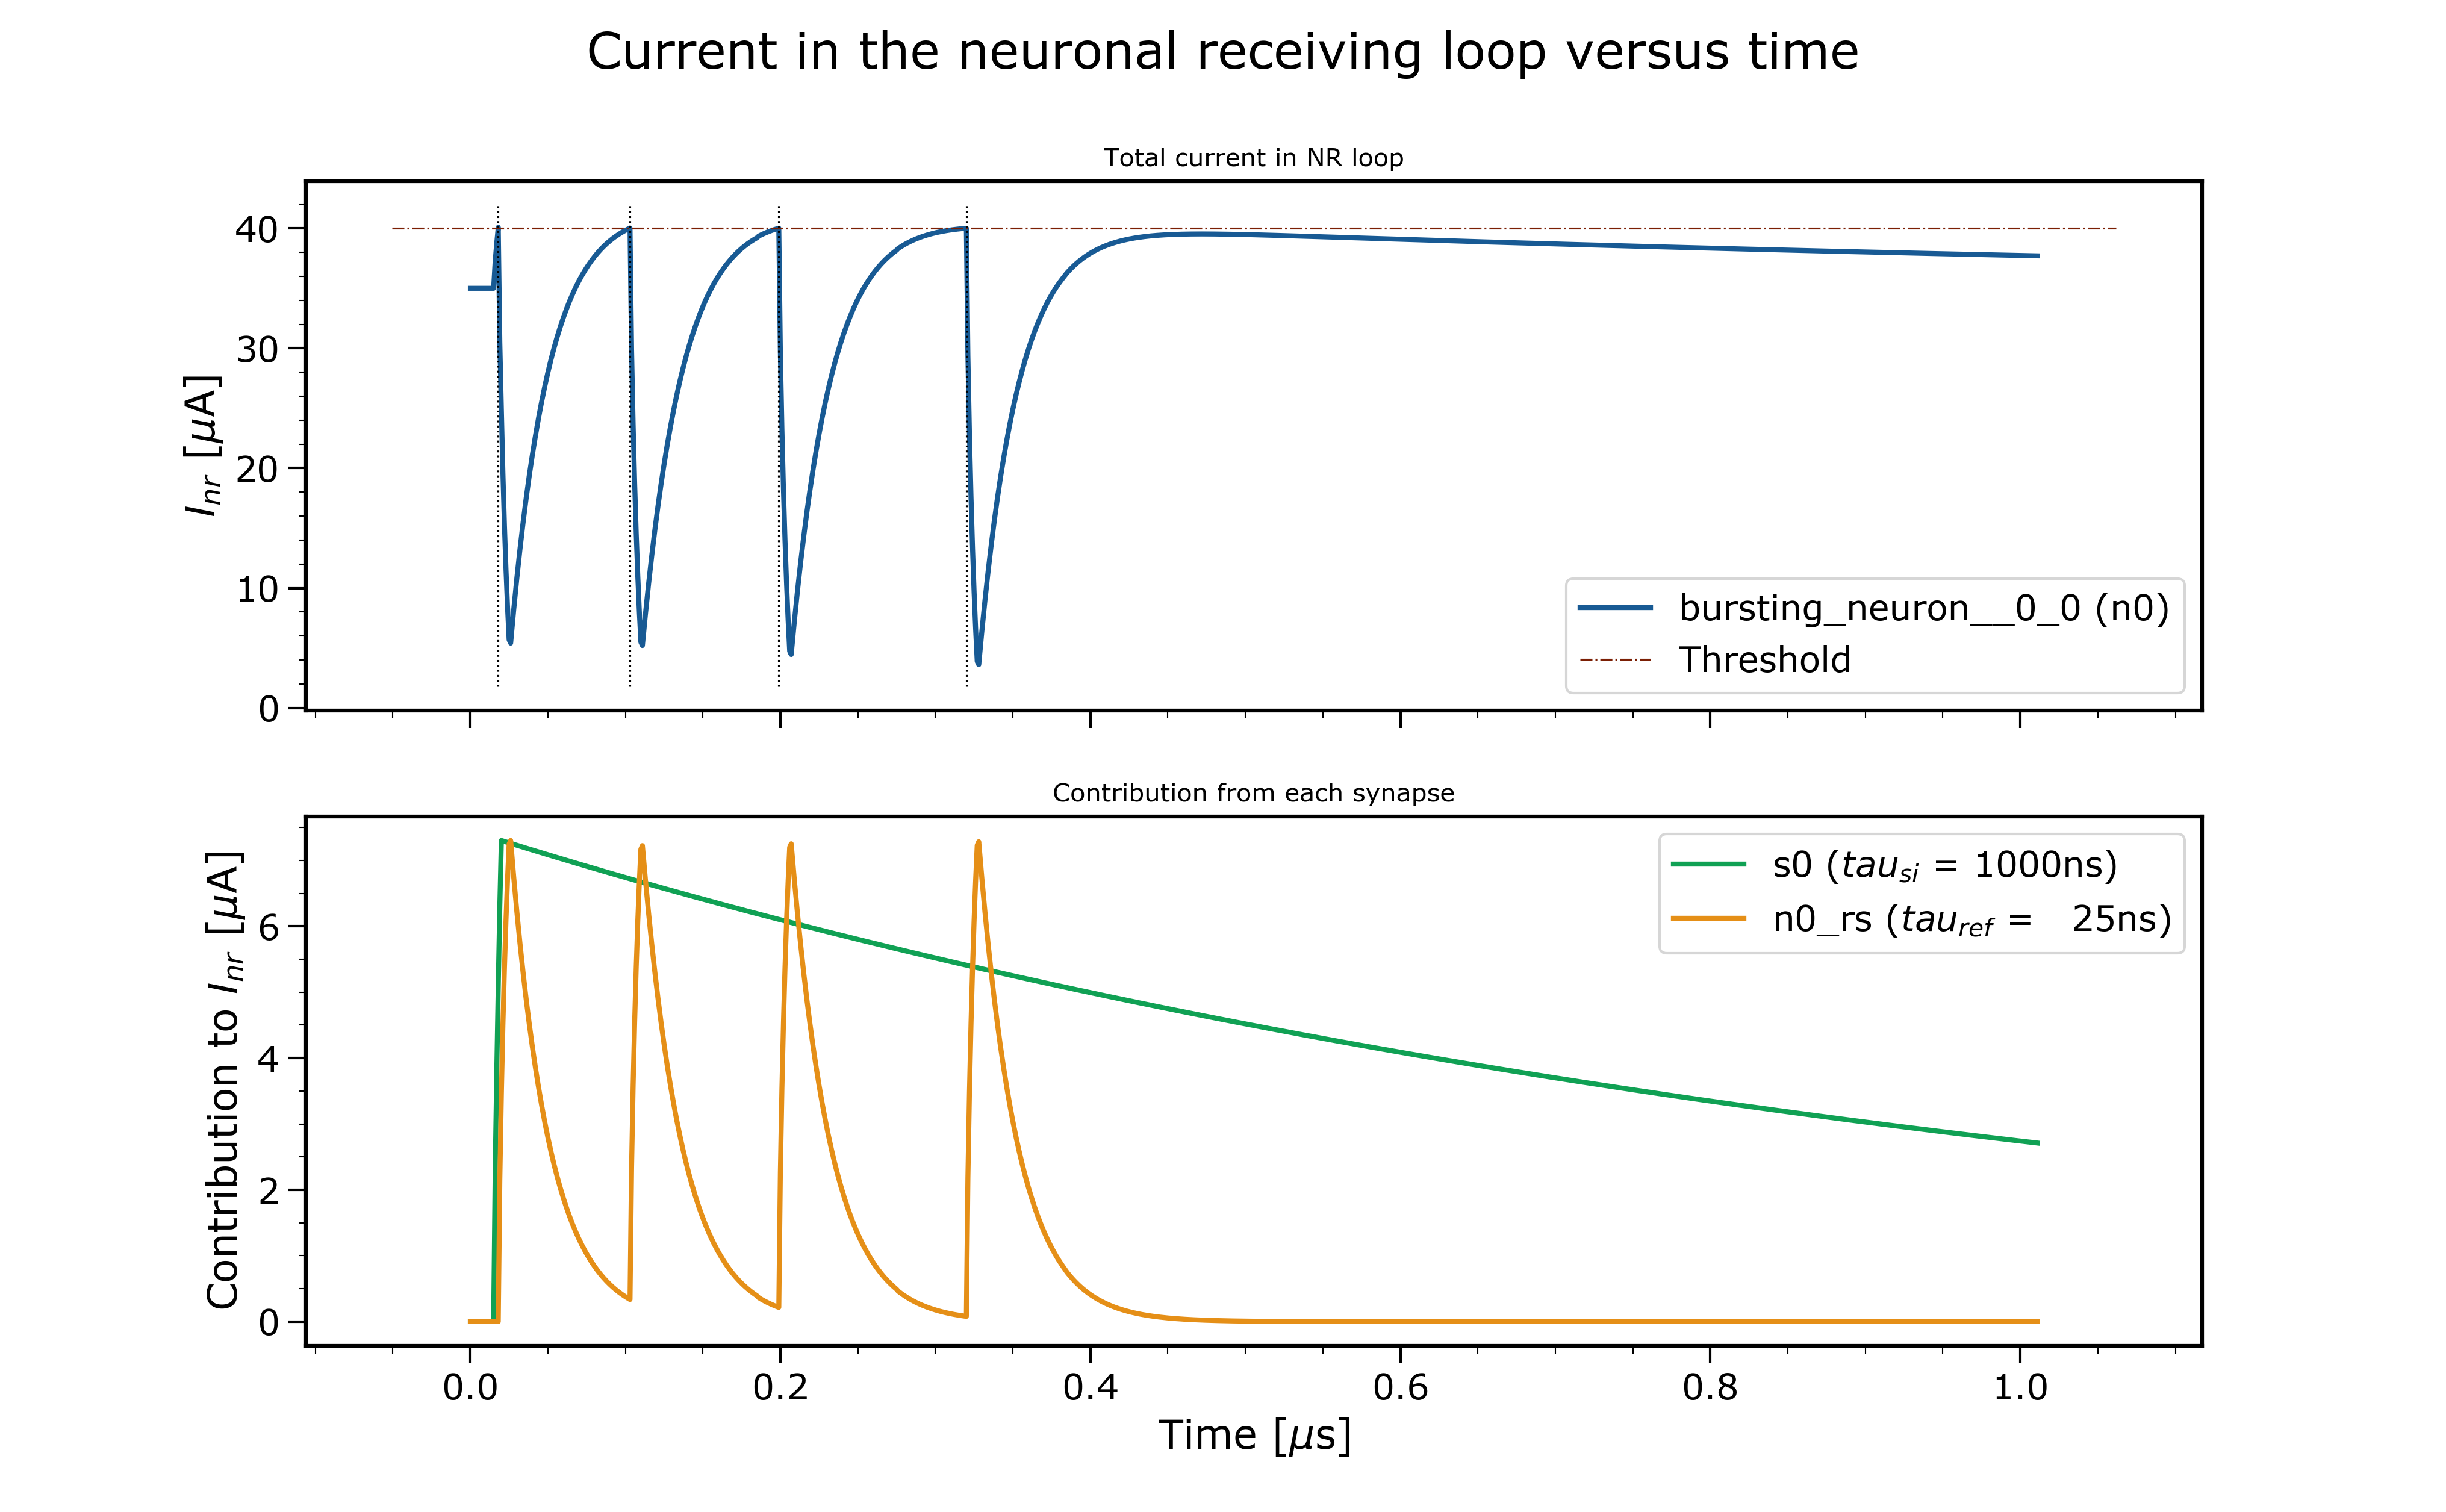 Current in the neuronal receiving loop versus time
Total current in NR loop
40
30
20
10
0
I_nr [μA]
bursting_neuron__0_0 (n0)
Threshold
Contribution from each synapse
6
4
2
0
Contribution to I_nr [μA]
s0 (tau_si = 1000ns)
n0_rs (tau_ref = 25ns)
0.0 0.2 0.4 0.6 0.8 1.0
Time [μs]